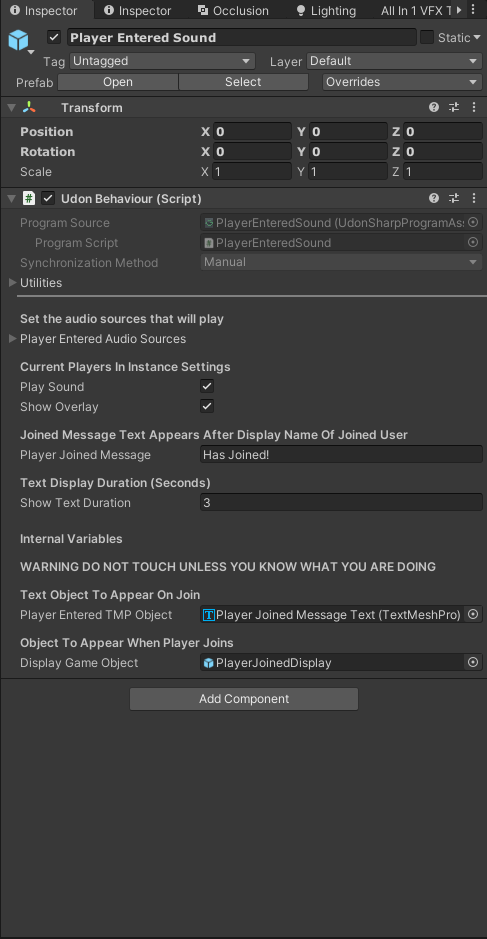 Inspector Inspector Occlusion Lighting All In 1 VFX T
Player Entered Sound Static
Tag Untagged Layer Default
Prefab Open Select Overrides
Transform
Position X 0 Y 0 Z 0
Rotation X 0 Y 0 Z 0
Scale X 1 Y 1 Z 1
# Udon Behaviour (Script)
Program Source PlayerEnteredSound (UdonSharpProgramAss
Program Script # PlayerEnteredSound
Synchronization Method Manual
Utilities
Set the audio sources that will play
Player Entered Audio Sources
Current Players In Instance Settings
Play Sound
Show Overlay
Joined Message Text Appears After Display Name Of Joined User
Player Joined Message Has Joined!
Text Display Duration (Seconds)
Show Text Duration 3
Internal Variables
WARNING DO NOT TOUCH UNLESS YOU KNOW WHAT YOU ARE DOING
Text Object To Appear On Join
Player Entered TMP Object T Player Joined Message Text (TextMeshPro)
Object To Appear When Player Joins
Display Game Object PlayerJoinedDisplay
Add Component